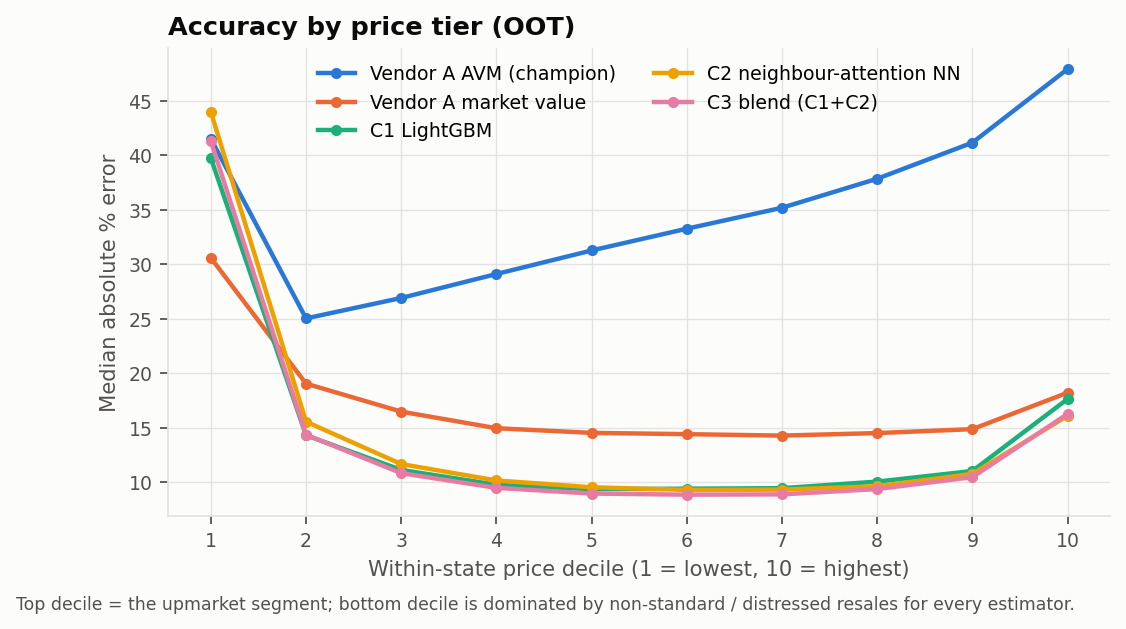 Accuracy by price tier (OOT)
Vendor A AVM (champion)
Vendor A market value
C1 LightGBM
C2 neighbour-attention NN
C3 blend (C1+C2)
Median absolute % error
45
40
35
30
25
20
15
10
1 2 3 4 5 6 7 8 9 10
Within-state price decile (1 = lowest, 10 = highest)
Top decile = the upmarket segment; bottom decile is dominated by non-standard / distressed resales for every estimator.